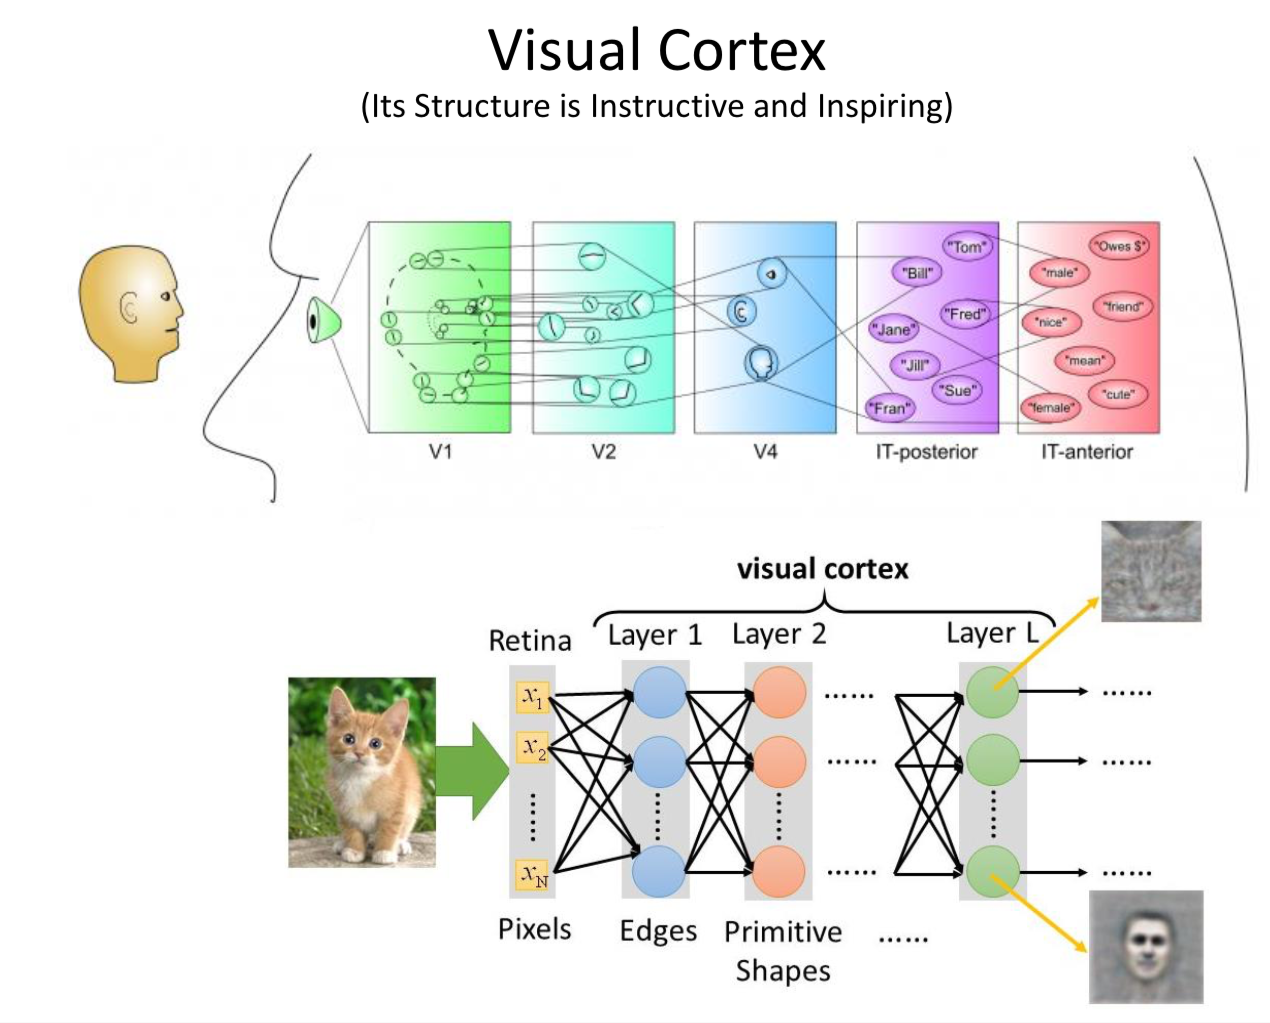 Visual Cortex
(Its Structure is Instructive and Inspiring)
"Tom"
"Bill"
"Fred"
"Jane"
"Jill"
"Sue"
"Fran"
"Owes $"
"male"
"friend"
"nice"
"mean"
"cute"
"female"
V1
V2
V4
IT-posterior
IT-anterior
visual cortex
Retina
Layer 1
Layer 2
Layer L
x1
x2
xN
......
......
......
......
......
......
Pixels
Edges
Primitive
Shapes
......